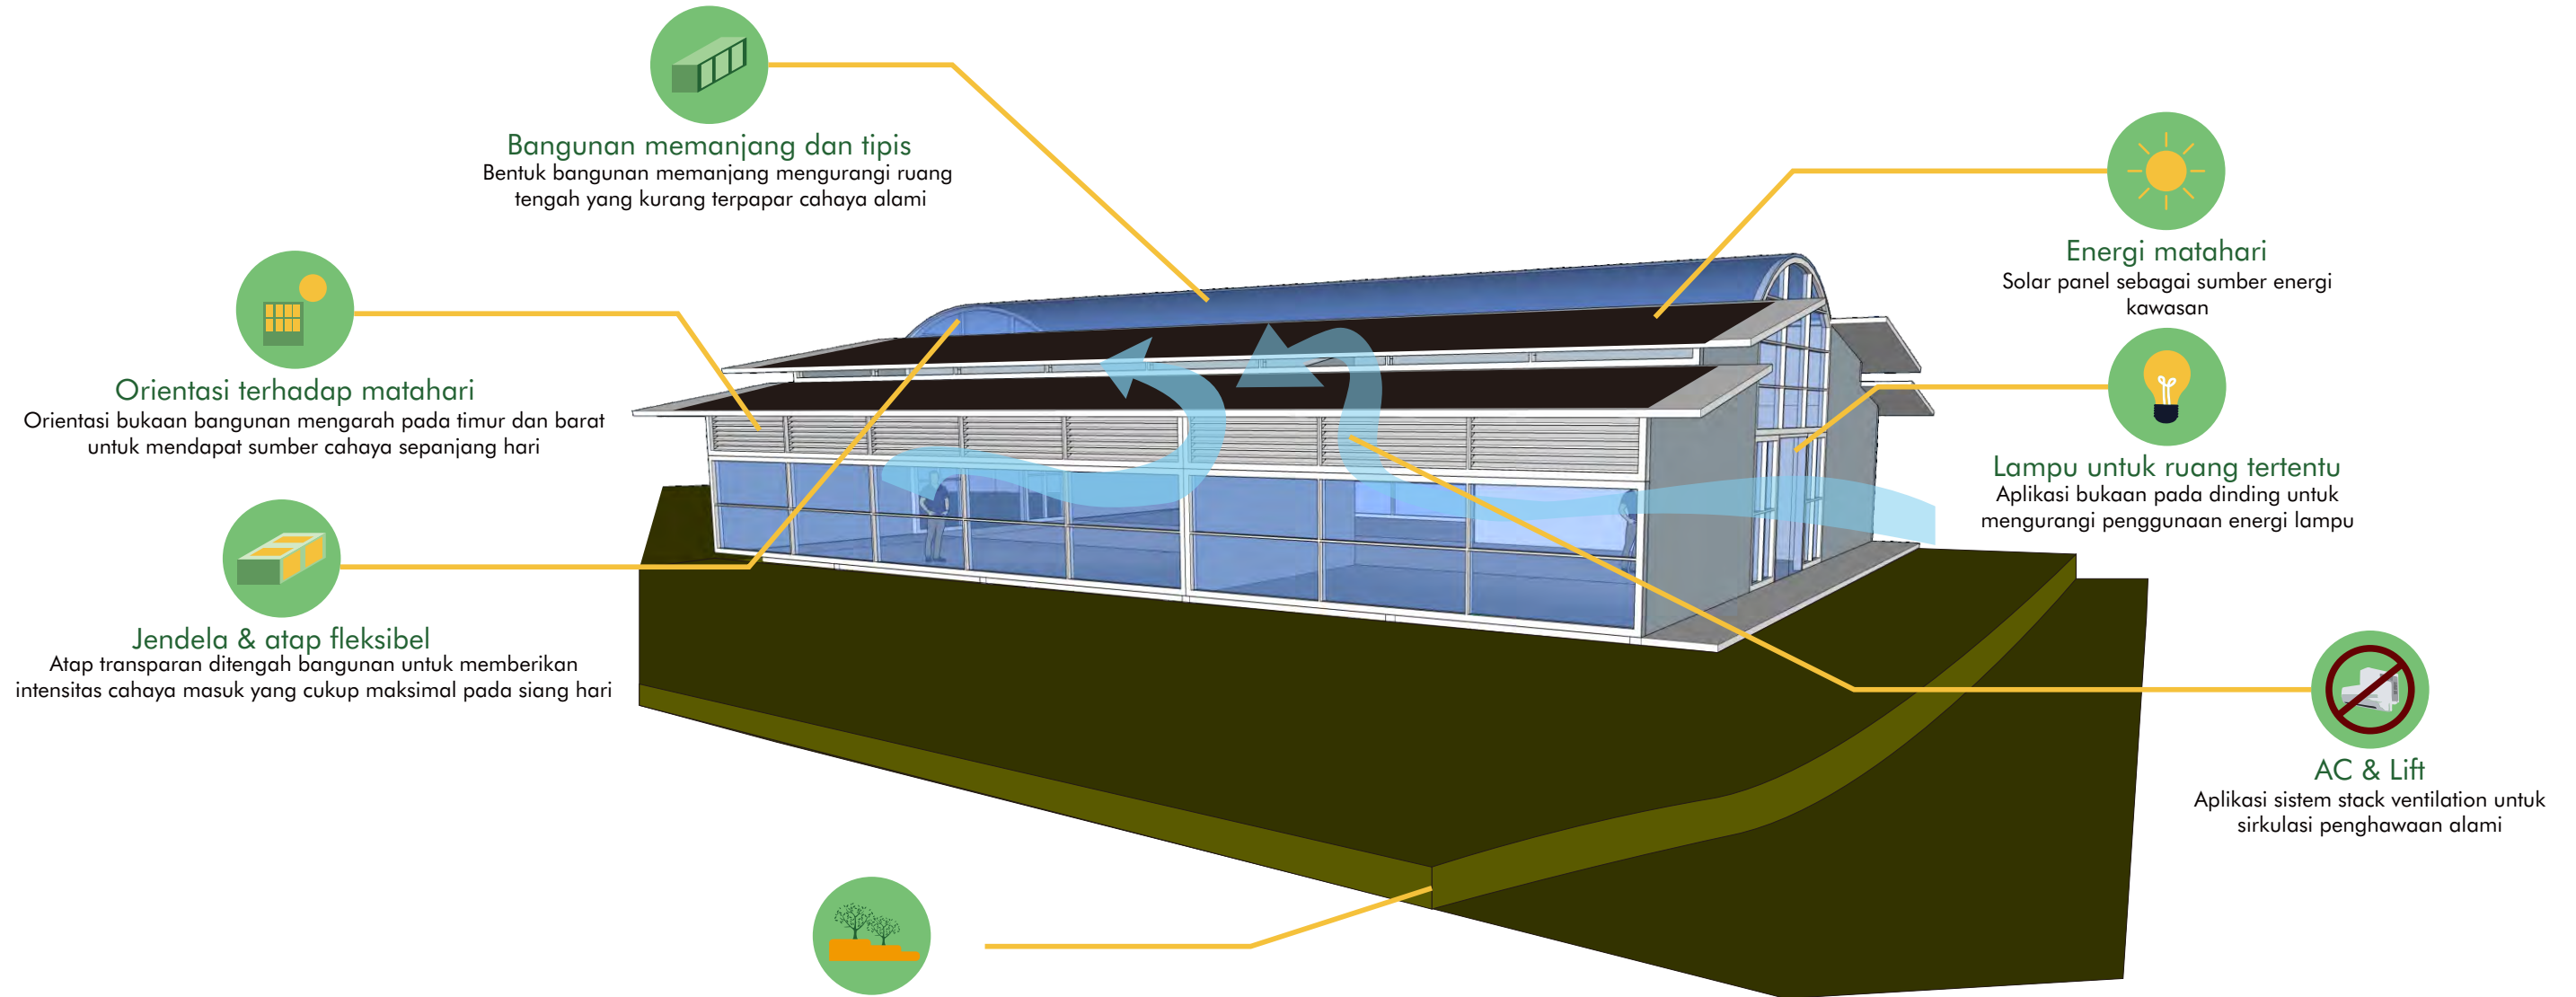 Bangunan memanjang dan tipis
Bentuk bangunan memanjang mengurangi ruang
tengah yang kurang terpapar cahaya alami
Orientasi terhadap matahari
Orientasi bukaan bangunan mengarah pada timur dan barat
untuk mendapat sumber cahaya sepanjang hari
Jendela & atap fleksibel
Atap transparan ditengah bangunan untuk memberikan
intensitas cahaya masuk yang cukup maksimal pada siang hari
Energi matahari
Solar panel sebagai sumber energi
kawasan
Lampu untuk ruang tertentu
Aplikasi bukaan pada dinding untuk
mengurangi penggunaan energi lampu
AC & Lift
Aplikasi sistem stack ventilation untuk
sirkulasi penghawaan alami